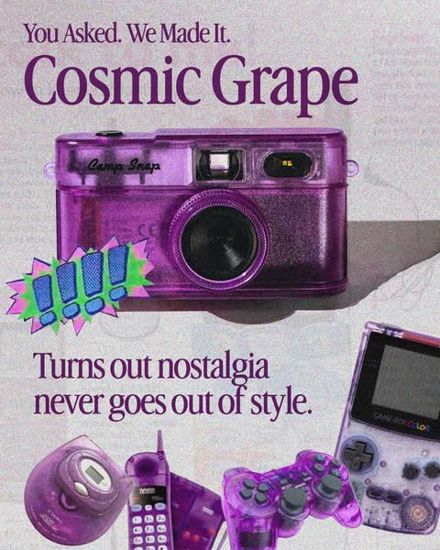 You Asked. We Made It.
Cosmic Grape
Camp Snap
!!!!
Turns out nostalgia
never goes out of style.
GAME BOY COLOR